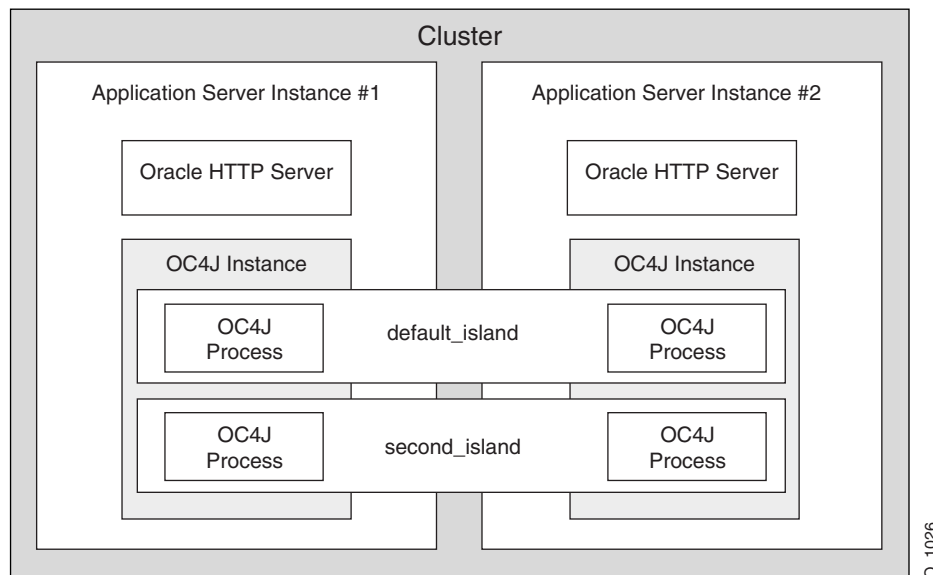 Cluster
Application Server Instance #1
Application Server Instance #2
Oracle HTTP Server
Oracle HTTP Server
OC4J Instance
OC4J Instance
OC4J
Process
default_island
OC4J
Process
OC4J
Process
second_island
OC4J
Process
O_1026